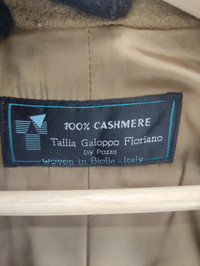 100% CASHMERE
Tallia Galoppo Floriano
By Pozzo
Woven in Biella-Italy